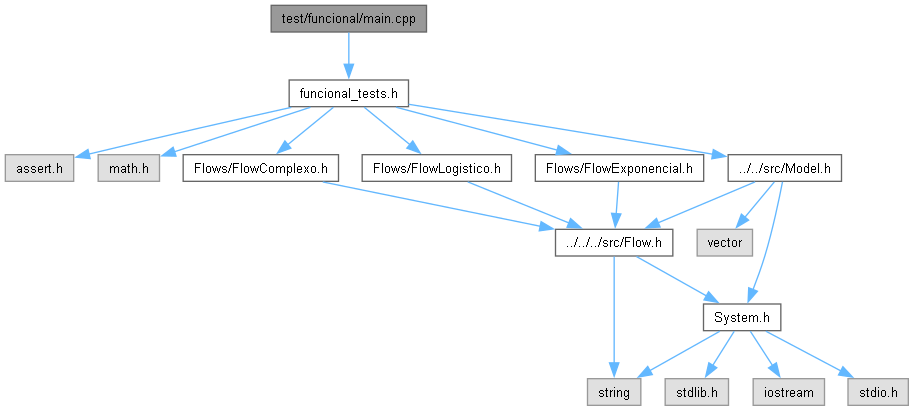 test/funcional/main.cpp
funcional_tests.h
assert.h
math.h
Flows/FlowComplexo.h
Flows/FlowLogistico.h
Flows/FlowExponencial.h
../../src/Model.h
../../../src/Flow.h
vector
System.h
string
stdlib.h
iostream
stdio.h